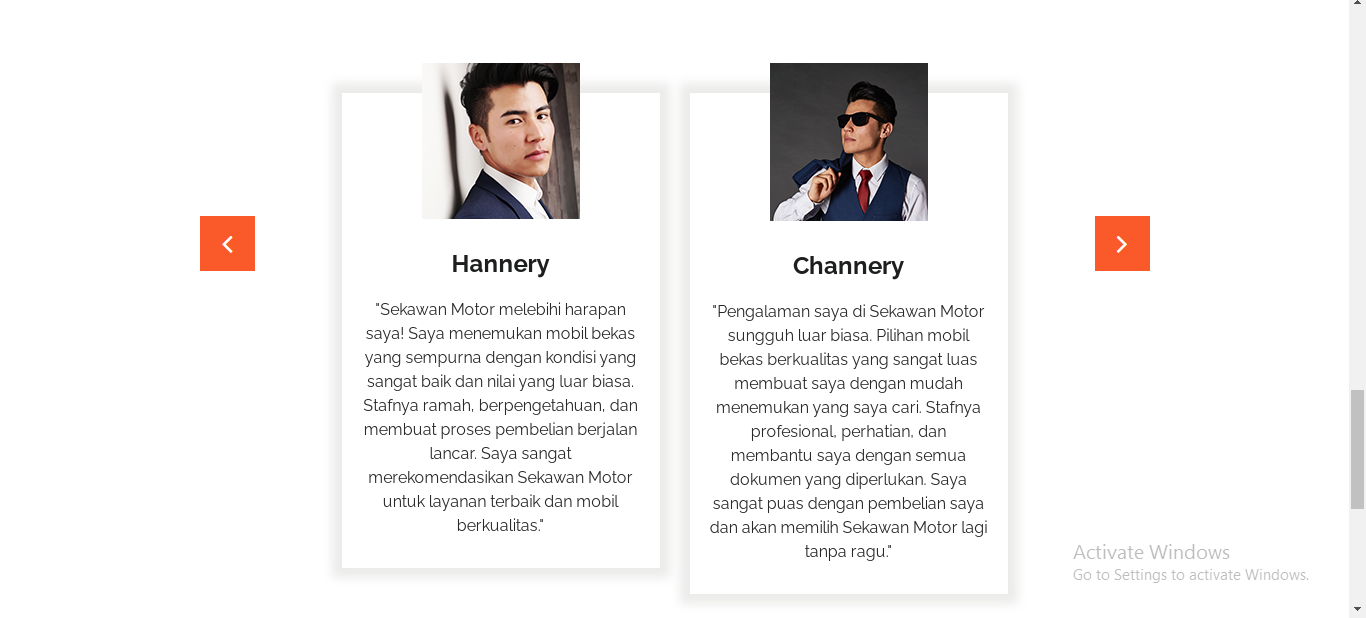 Hannery
"Sekawan Motor melebihi harapan
saya! Saya menemukan mobil bekas
yang sempurna dengan kondisi yang
sangat baik dan nilai yang luar biasa.
Stafnya ramah, berpengetahuan, dan
membuat proses pembelian berjalan
lancar. Saya sangat
merekomendasikan Sekawan Motor
untuk layanan terbaik dan mobil
berkualitas."
Channery
"Pengalaman saya di Sekawan Motor
sungguh luar biasa. Pilihan mobil
bekas berkualitas yang sangat luas
membuat saya dengan mudah
menemukan yang saya cari. Stafnya
profesional, perhatian, dan
membantu saya dengan semua
dokumen yang diperlukan. Saya
sangat puas dengan pembelian saya
dan akan memilih Sekawan Motor lagi
tanpa ragu."
Activate Windows
Go to Settings to activate Windows.